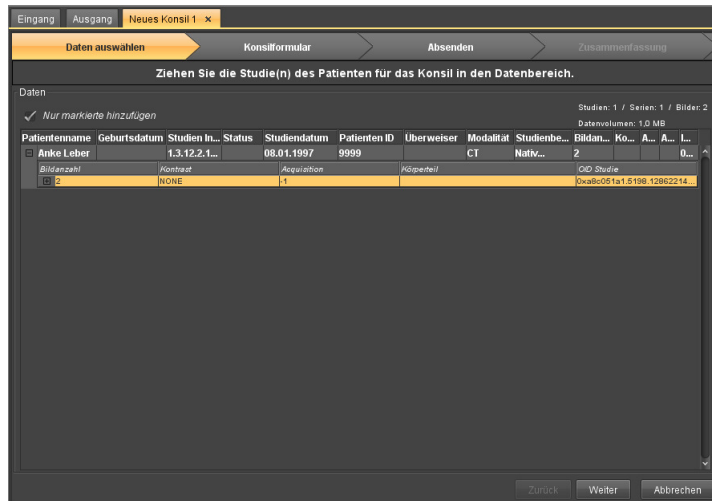 Eingang Ausgang Neues Konsil 1 ×
Daten auswählen Konsilformular Absenden Zusammenfassung
Ziehen Sie die Studie(n) des Patienten für das Konsil in den Datenbereich.
Daten
Studien: 1 / Serien: 1 / Bilder: 2
Nur markierte hinzufügen
Datenvolumen: 1,0 MB
Patientenname Geburtsdatum Studien In... Status Studiendatum Patienten ID Überweiser Modalität Studienbe... Bildan... Ko... A... A... I...
Anke Leber 1.3.12.2.1... 08.01.1997 9999 CT Nativ... 2 0...
Bildanzahl Kontrast Acquisition Körperteil OID Studie
2 NONE -1 0xa8c051a1.5198.12862214...
Zurück Weiter Abbrechen